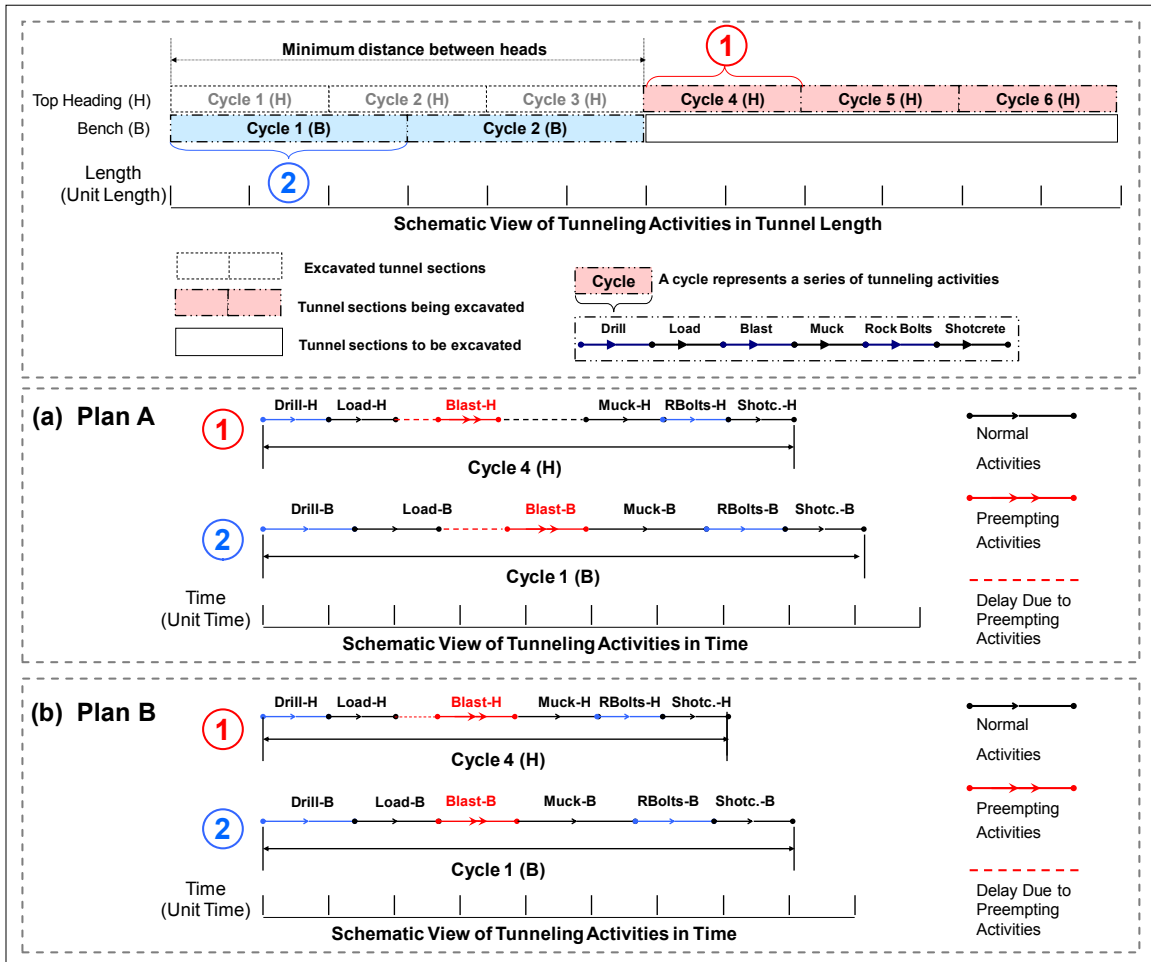 Minimum distance between heads
1
Top Heading (H)
Cycle 1 (H)
Cycle 2 (H)
Cycle 3 (H)
Cycle 4 (H)
Cycle 5 (H)
Cycle 6 (H)
Bench (B)
Cycle 1 (B)
Cycle 2 (B)
2
Length
(Unit Length)
Schematic View of Tunneling Activities in Tunnel Length
Excavated tunnel sections
Tunnel sections being excavated
Tunnel sections to be excavated
Cycle
A cycle represents a series of tunneling activities
Drill
Load
Blast
Muck
Rock Bolts
Shotcrete
(a) Plan A
1
Drill-H
Load-H
Blast-H
Muck-H
RBolts-H
Shotc.-H
Cycle 4 (H)
2
Drill-B
Load-B
Blast-B
Muck-B
RBolts-B
Shotc.-B
Cycle 1 (B)
Time
(Unit Time)
Schematic View of Tunneling Activities in Time
Normal
Activities
Preempting
Activities
Delay Due to
Preempting
Activities
(b) Plan B
1
Drill-H
Load-H
Blast-H
Muck-H
RBolts-H
Shotc.-H
Cycle 4 (H)
2
Drill-B
Load-B
Blast-B
Muck-B
RBolts-B
Shotc.-B
Cycle 1 (B)
Time
(Unit Time)
Schematic View of Tunneling Activities in Time
Normal
Activities
Preempting
Activities
Delay Due to
Preempting
Activities